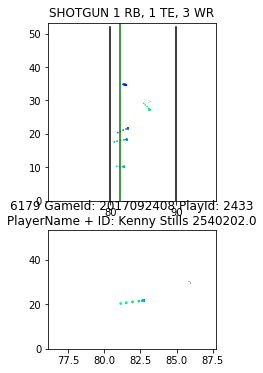 SHOTGUN 1 RB, 1 TE, 3 WR
50
40
30
20
10
0
80 90
6179 GameId: 2017092408 PlayId: 2433
PlayerName + ID: Kenny Stills 2540202.0
40
20
0
77.5 80.0 82.5 85.0 87.5